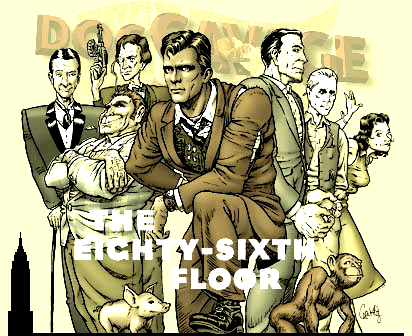 DOC SAVAGE
THE
EIGHTY-SIXTH
FLOOR